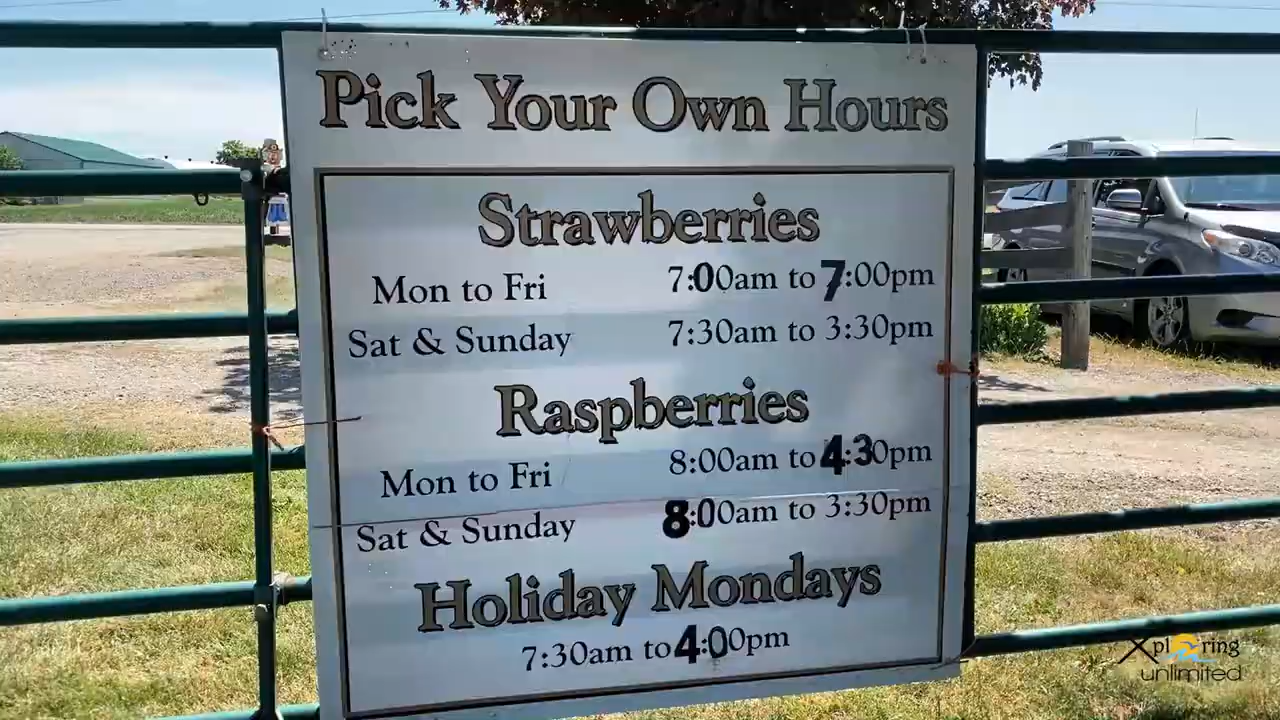 Pick Your Own Hours
Strawberries
Mon to Fri 7:00am to 7:00pm
Sat & Sunday 7:30am to 3:30pm
Raspberries
Mon to Fri 8:00am to 4:30pm
Sat & Sunday 8:00am to 3:30pm
Holiday Mondays
7:30am to 4:00pm
Xploring
unlimited